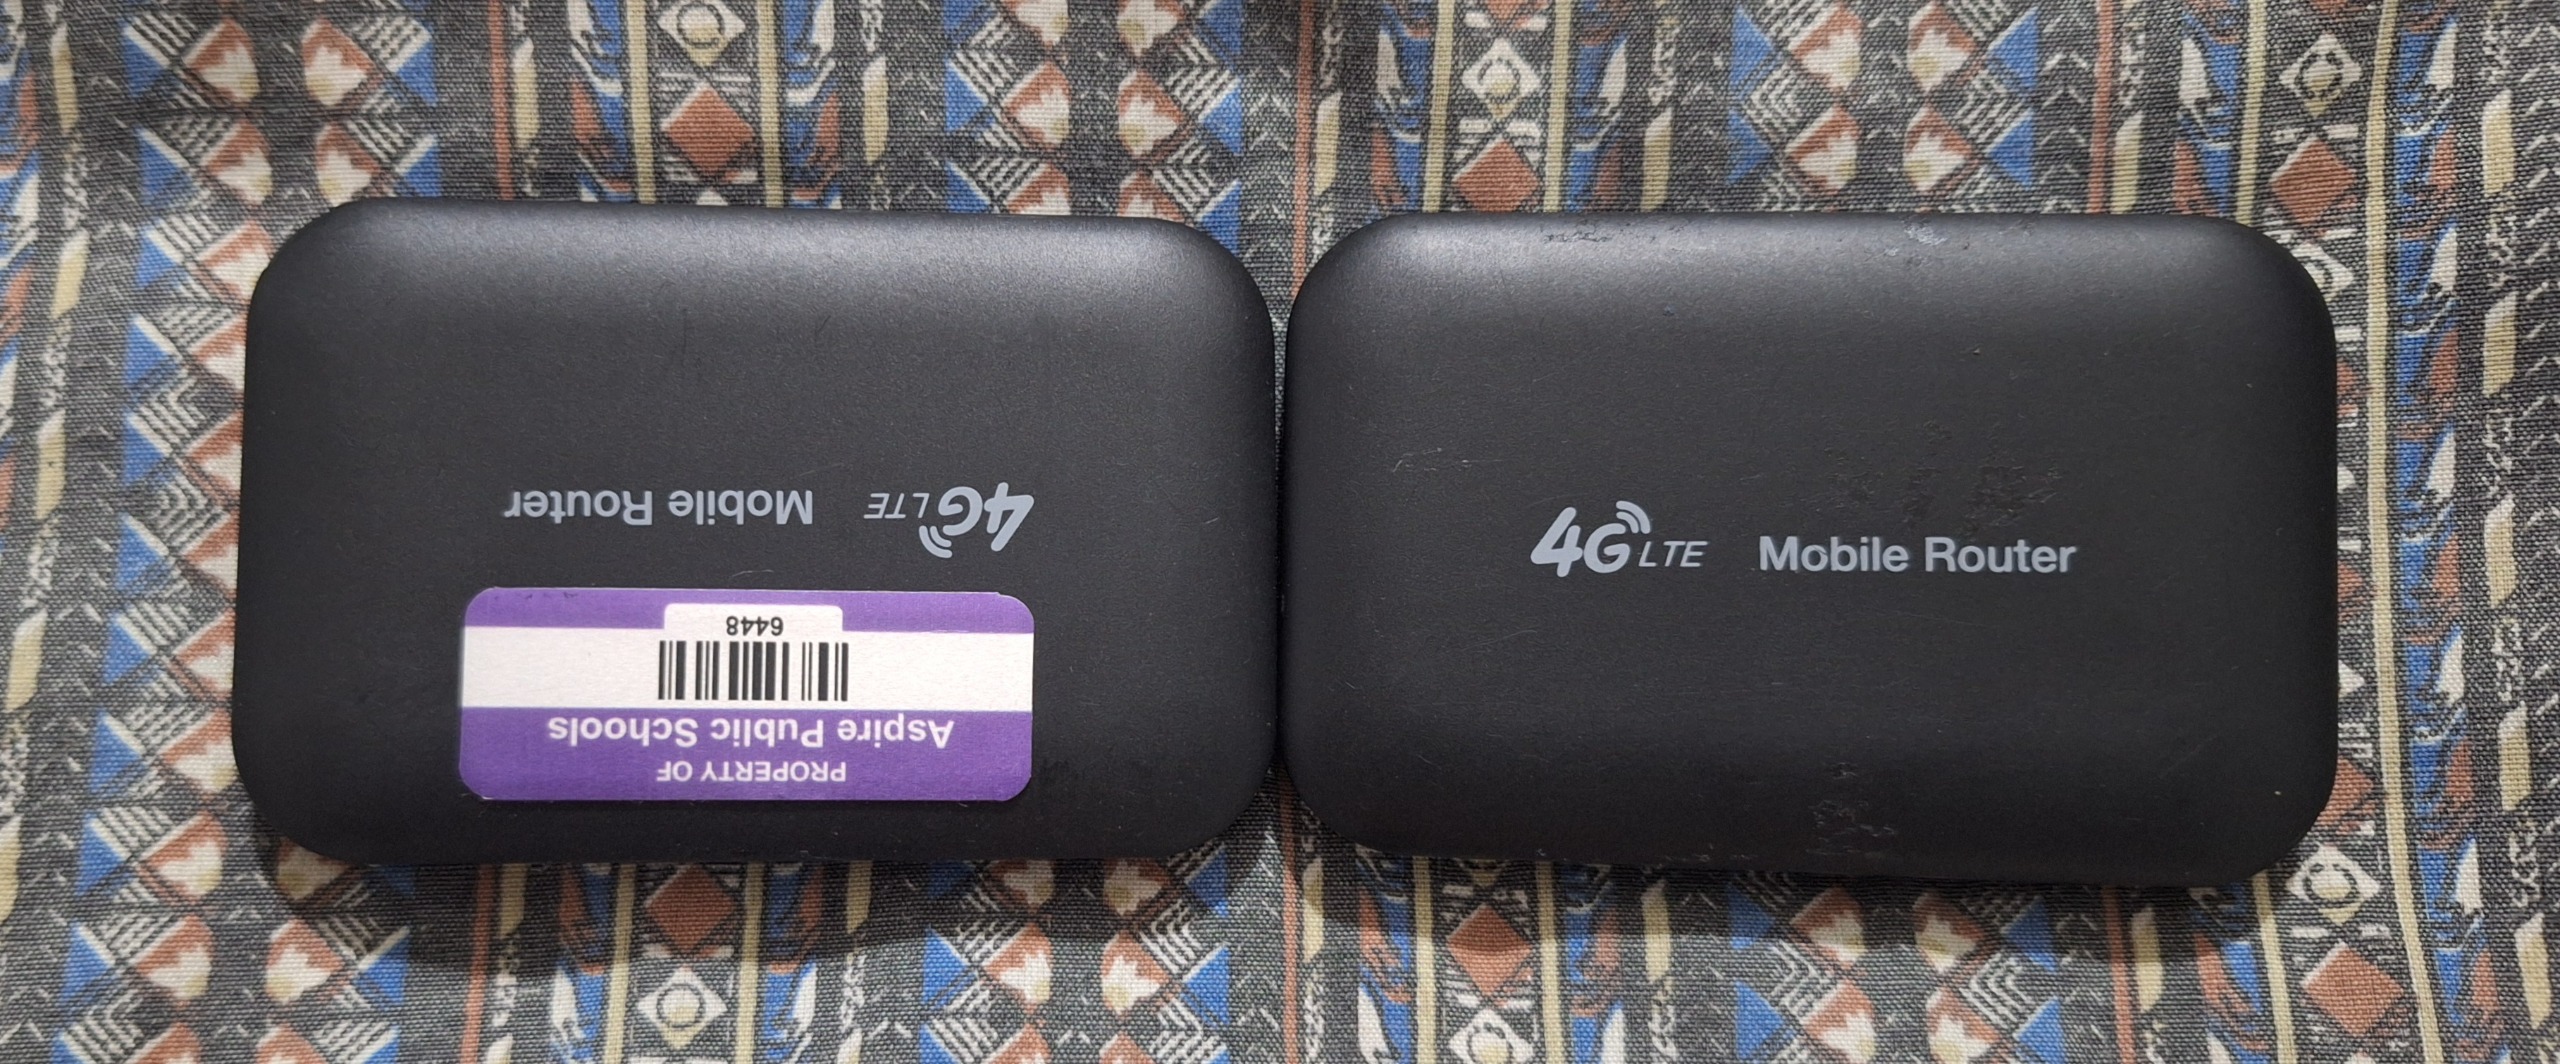 4G LTE Mobile Router
PROPERTY OF
Aspire Public Schools
6448
4G LTE Mobile Router